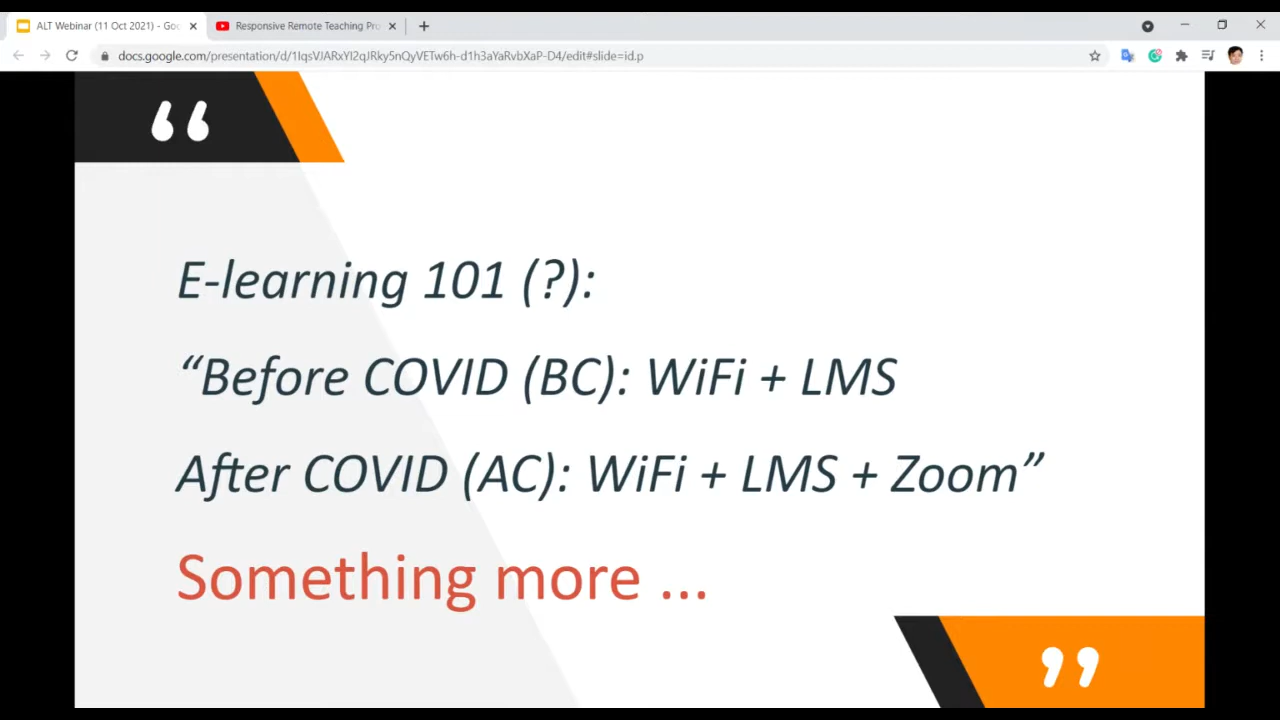 ALT Webinar (11 Oct 2021) - Goo
Responsive Remote Teaching Pro
docs.google.com/presentation/d/1IqsVJARxYI2qJRky5nQyVETw6h-d1h3aYaRvbXaP-D4/edit#slide=id.p
“
E-learning 101 (?):
“Before COVID (BC): WiFi + LMS
After COVID (AC): WiFi + LMS + Zoom”
Something more ...
”